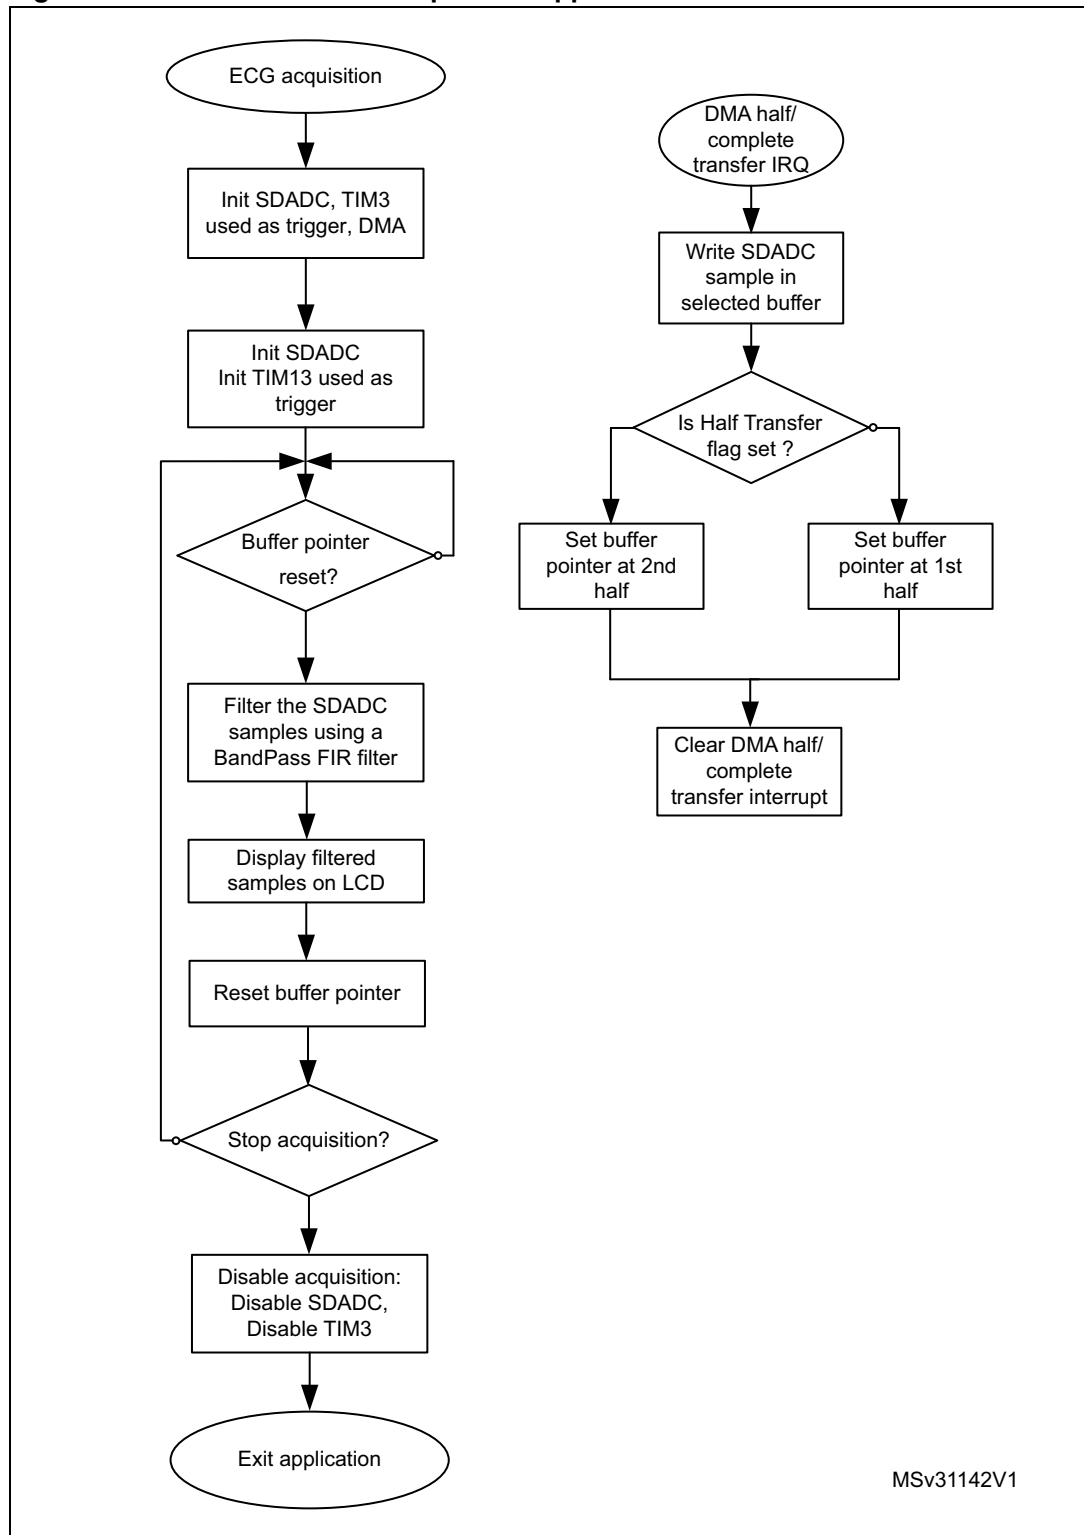 ECG acquisition
Init SDADC, TIM3
used as trigger, DMA
Init SDADC
Init TIM13 used as
trigger
Buffer pointer
reset?
Filter the SDADC
samples using a
BandPass FIR filter
Display filtered
samples on LCD
Reset buffer pointer
Stop acquisition?
Disable acquisition:
Disable SDADC,
Disable TIM3
Exit application
DMA half/
complete
transfer IRQ
Write SDADC
sample in
selected buffer
Is Half Transfer
flag set ?
Set buffer
pointer at 2nd
half
Set buffer
pointer at 1st
half
Clear DMA half/
complete
transfer interrupt
MSv31142V1